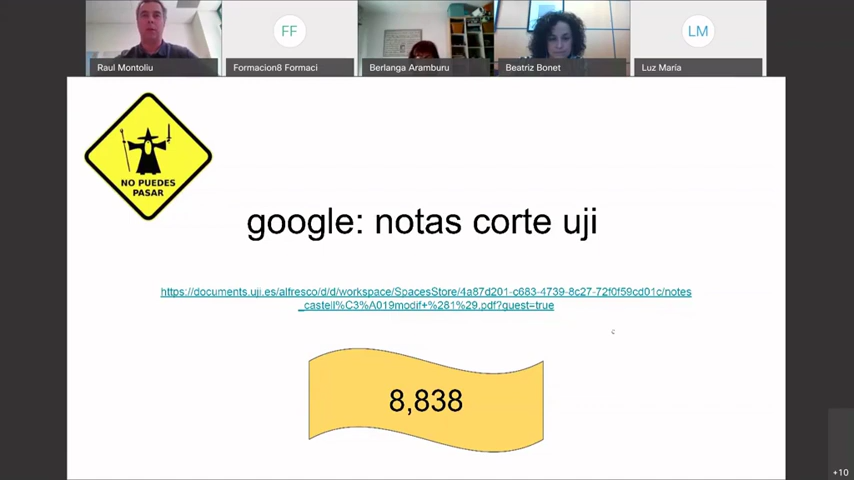 Raul Montoliu
FF
Formacion8 Formaci
Berlanga Aramburu
Beatriz Bonet
LM
Luz María
NO PUEDES
PASAR
google: notas corte uji
https://documents.uji.es/alfresco/d/d/workspace/SpacesStore/4a87d201-c683-4739-8c27-72f0f59cd01c/notes
_castell%C3%A019modif+%281%29.pdf?guest=true
8,838
+10